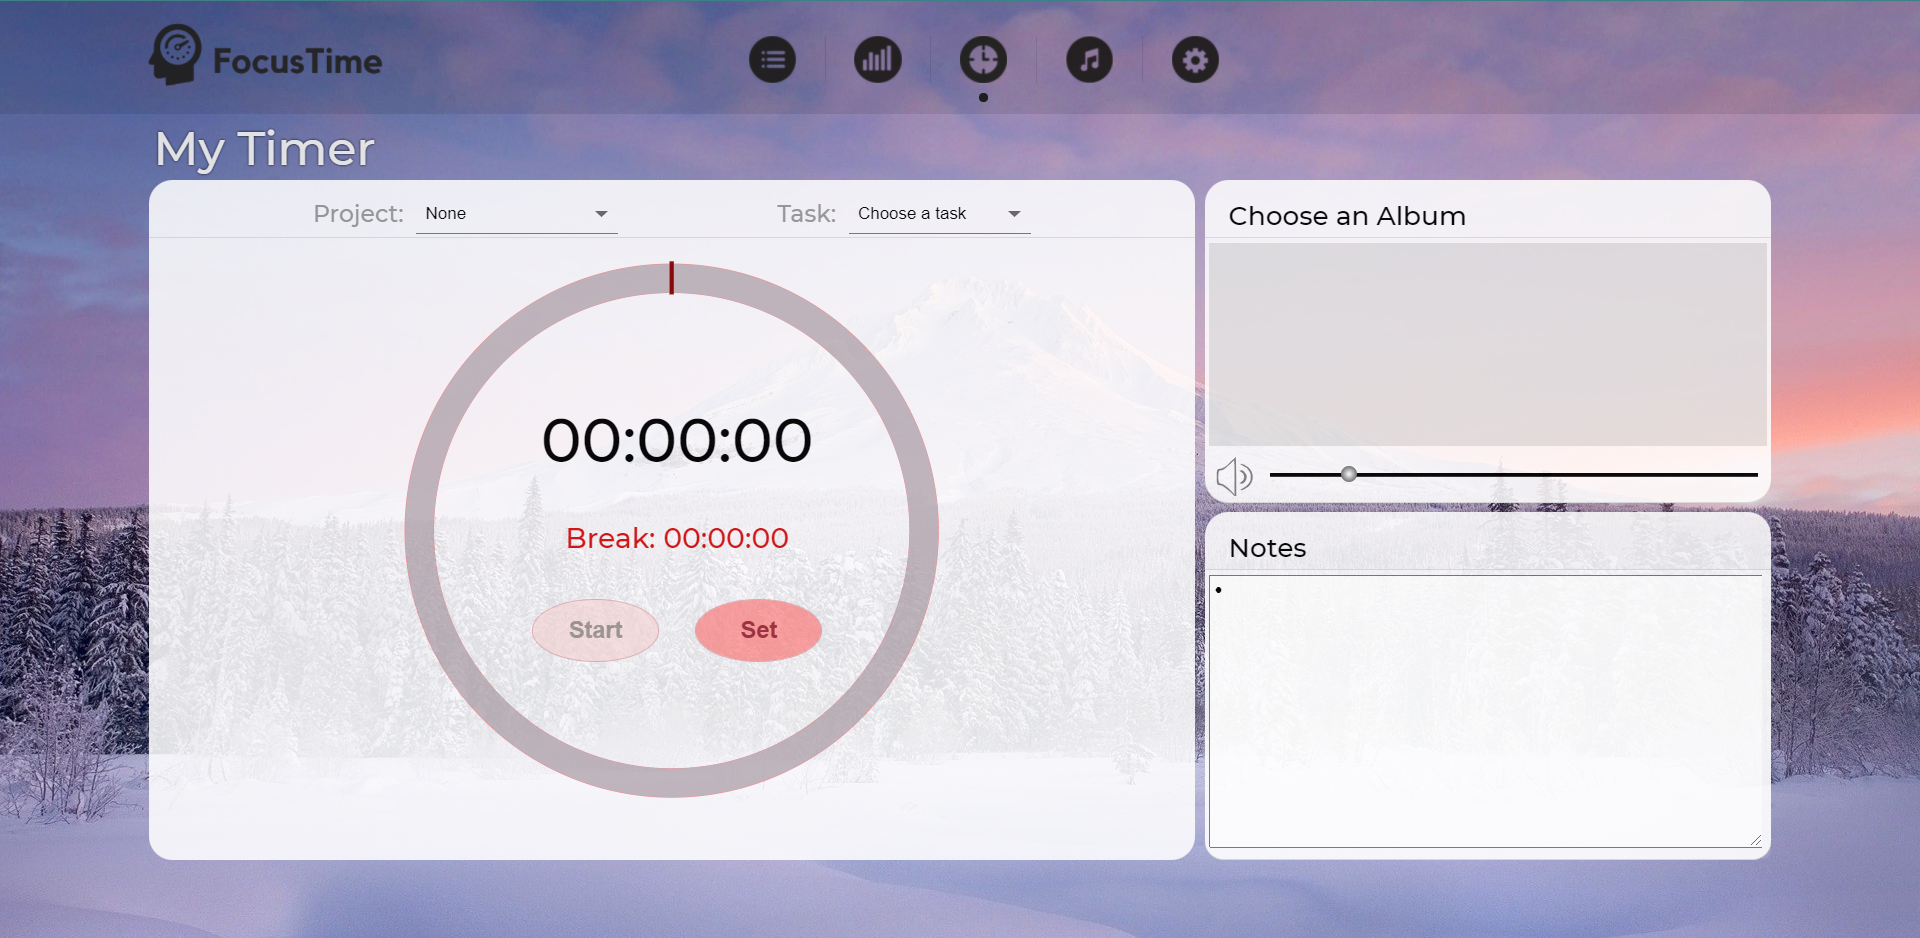 FocusTime
My Timer
Project: None Task: Choose a task
00:00:00
Break: 00:00:00
Start Set
Choose an Album
Notes
•